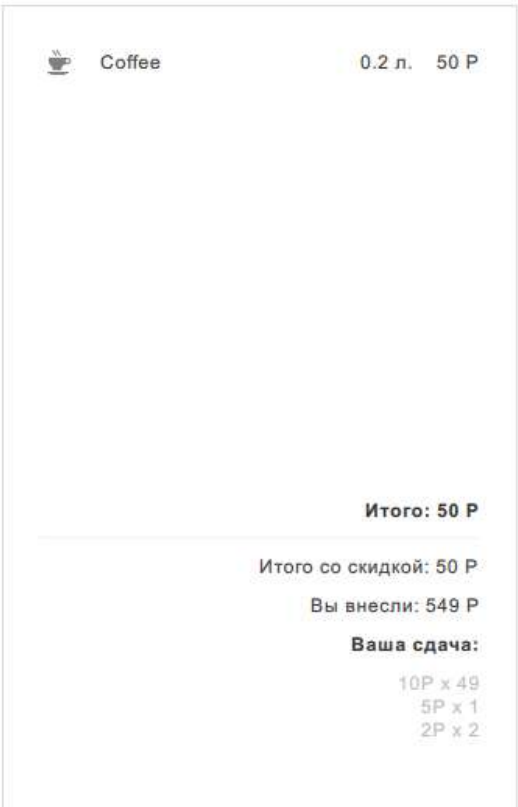 Coffee 0.2 л. 50 Р
Итого: 50 Р
Итого со скидкой: 50 Р
Вы внесли: 549 Р
Ваша сдача:
10Р x 49
5Р x 1
2Р x 2